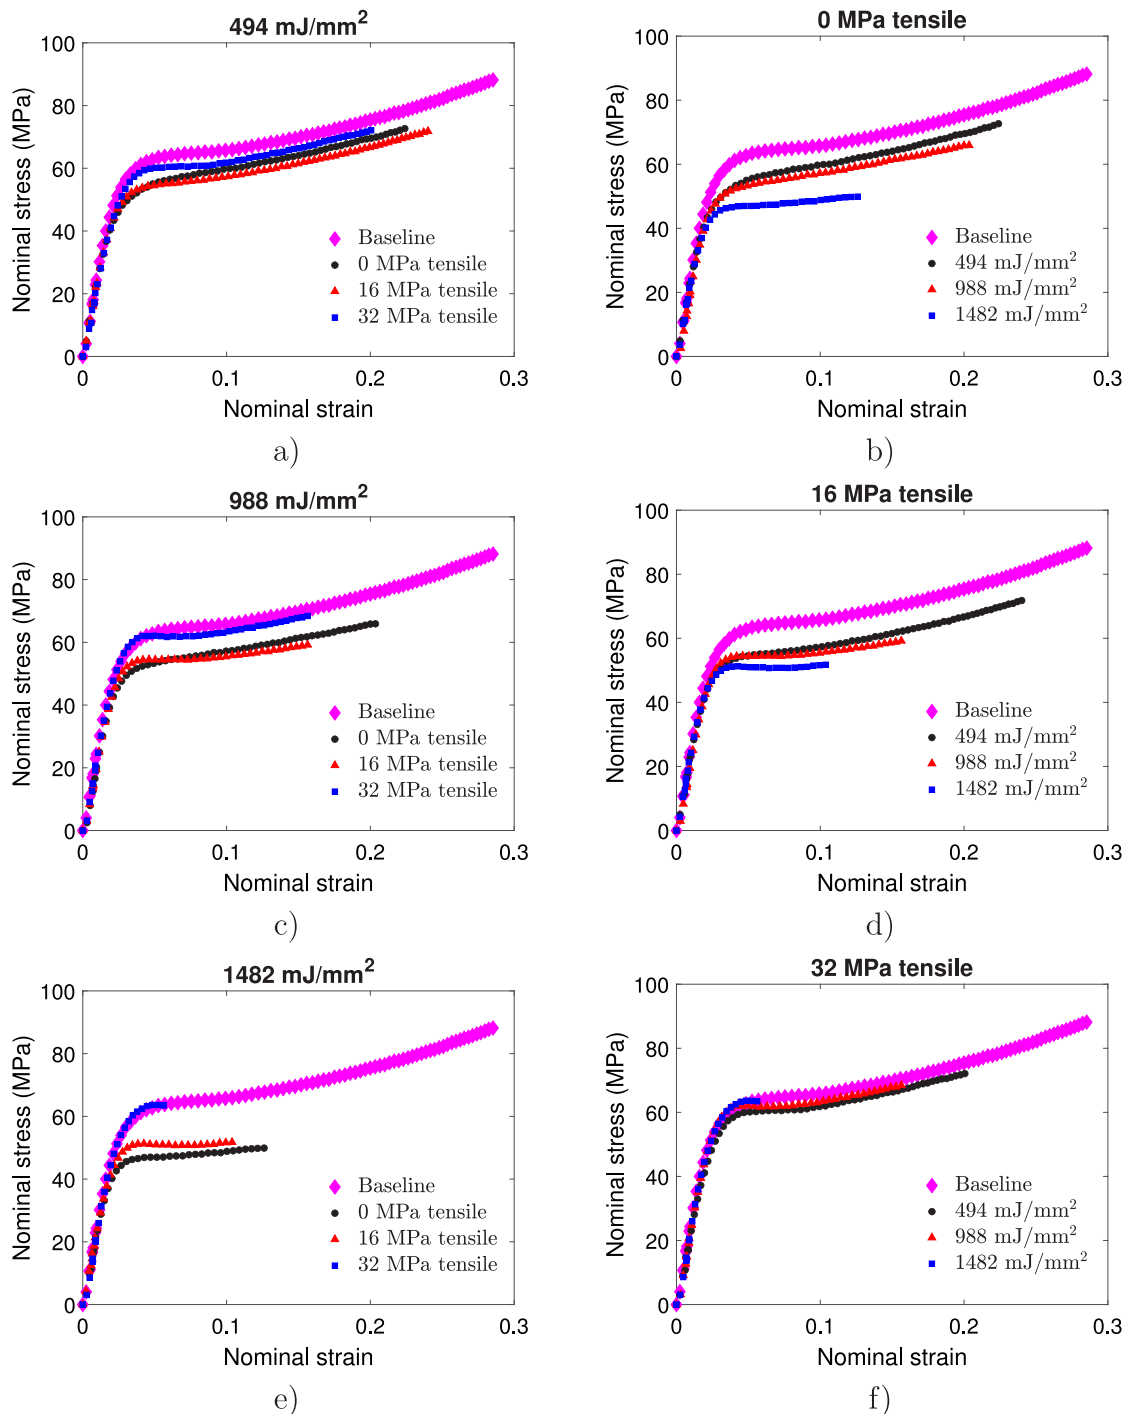 494 mJ/mm²
Nominal stress (MPa)
100
80
60
40
20
0
Baseline
0 MPa tensile
16 MPa tensile
32 MPa tensile
0 0.1 0.2 0.3
Nominal strain
a)
0 MPa tensile
Nominal stress (MPa)
100
80
60
40
20
0
Baseline
494 mJ/mm²
988 mJ/mm²
1482 mJ/mm²
0 0.1 0.2 0.3
Nominal strain
b)
988 mJ/mm²
Nominal stress (MPa)
100
80
60
40
20
0
Baseline
0 MPa tensile
16 MPa tensile
32 MPa tensile
0 0.1 0.2 0.3
Nominal strain
c)
16 MPa tensile
Nominal stress (MPa)
100
80
60
40
20
0
Baseline
494 mJ/mm²
988 mJ/mm²
1482 mJ/mm²
0 0.1 0.2 0.3
Nominal strain
d)
1482 mJ/mm²
Nominal stress (MPa)
100
80
60
40
20
0
Baseline
0 MPa tensile
16 MPa tensile
32 MPa tensile
0 0.1 0.2 0.3
Nominal strain
e)
32 MPa tensile
Nominal stress (MPa)
100
80
60
40
20
0
Baseline
494 mJ/mm²
988 mJ/mm²
1482 mJ/mm²
0 0.1 0.2 0.3
Nominal strain
f)